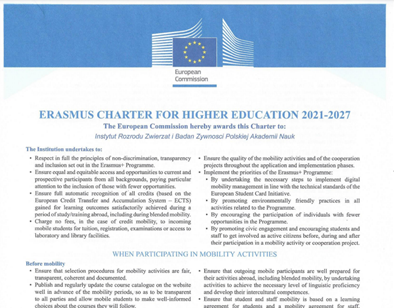 European
Commission
ERASMUS CHARTER FOR HIGHER EDUCATION 2021-2027
The European Commission hereby awards this Charter to:
Instytut Rozrodu Zwierząt i Badan Żywnosci Polskiej Akademii Nauk
The Institution undertakes to:
• Respect in full the principles of non-discrimination, transparency
and inclusion set out in the Erasmus+ Programme.
• Ensure equal and equitable access and opportunities to current and
prospective participants from all backgrounds, paying particular
attention to the inclusion of those with fewer opportunities.
• Ensure full automatic recognition of all credits (based on the
European Credit Transfer and Accumulation System – ECTS)
gained for learning outcomes satisfactorily achieved during a
period of study/training abroad, including during blended mobility.
• Charge no fees, in the case of credit mobility, to incoming
mobile students for tuition, registration, examinations or access to
laboratory and library facilities.
• Ensure the quality of the mobility activities and of the cooperation
projects throughout the application and implementation phases.
• Implement the priorities of the Erasmus+ Programme:
• By undertaking the necessary steps to implement digital
mobility management in line with the technical standards of the
European Student Card Initiative.
• By promoting environmentally friendly practices in all
activities related to the Programme.
• By encouraging the participation of individuals with fewer
opportunities in the Programme.
• By promoting civic engagement and encouraging students and
staff to get involved as active citizens before, during and after
their participation in a mobility activity or cooperation project.
WHEN PARTICIPATING IN MOBILITY ACTIVITIES
Before mobility
• Ensure that selection procedures for mobility activities are fair,
transparent, coherent and documented.
• Publish and regularly update the course catalogue on the website
well in advance of the mobility periods, so as to be transparent
to all parties and allow mobile students to make well-informed
choices about the courses they will follow.
• Ensure that outgoing mobile participants are well prepared for
their activities abroad, including blended mobility, by undertaking
activities to achieve the necessary level of linguistic proficiency
and develop their intercultural competences.
• Ensure that student and staff mobility is based on a learning
agreement for students and a mobility agreement for staff